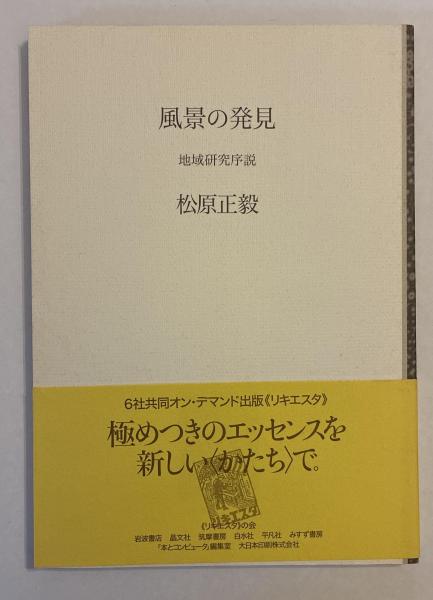 風景の発見
地域研究序説
松原正毅
6社共同オン・デマンド出版《リキエスタ》
極めつきのエッセンスを
新しい〈かたち〉で。
リキエスタ
《リキエスタ》の会
岩波書店 晶文社 筑摩書房 白水社 平凡社 みすず書房
『本とコンピュータ』編集室 大日本印刷株式会社